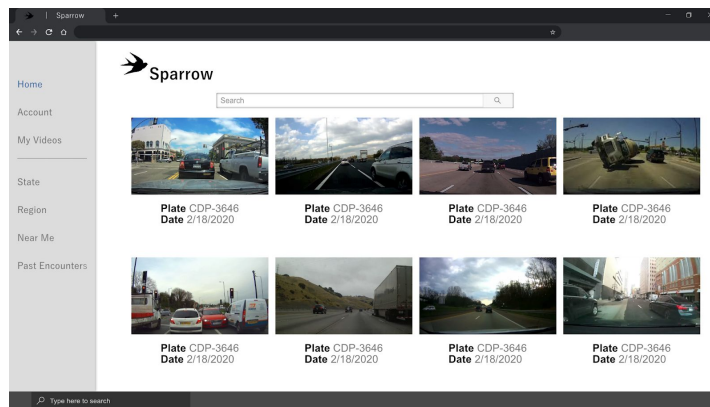 | Sparrow
Sparrow
Search
Home
Account
My Videos
State
Region
Near Me
Past Encounters
Plate CDP-3646
Date 2/18/2020
Plate CDP-3646
Date 2/18/2020
Plate CDP-3646
Date 2/18/2020
Plate CDP-3646
Date 2/18/2020
Plate CDP-3646
Date 2/18/2020
Plate CDP-3646
Date 2/18/2020
Plate CDP-3646
Date 2/18/2020
Plate CDP-3646
Date 2/18/2020
Type here to search